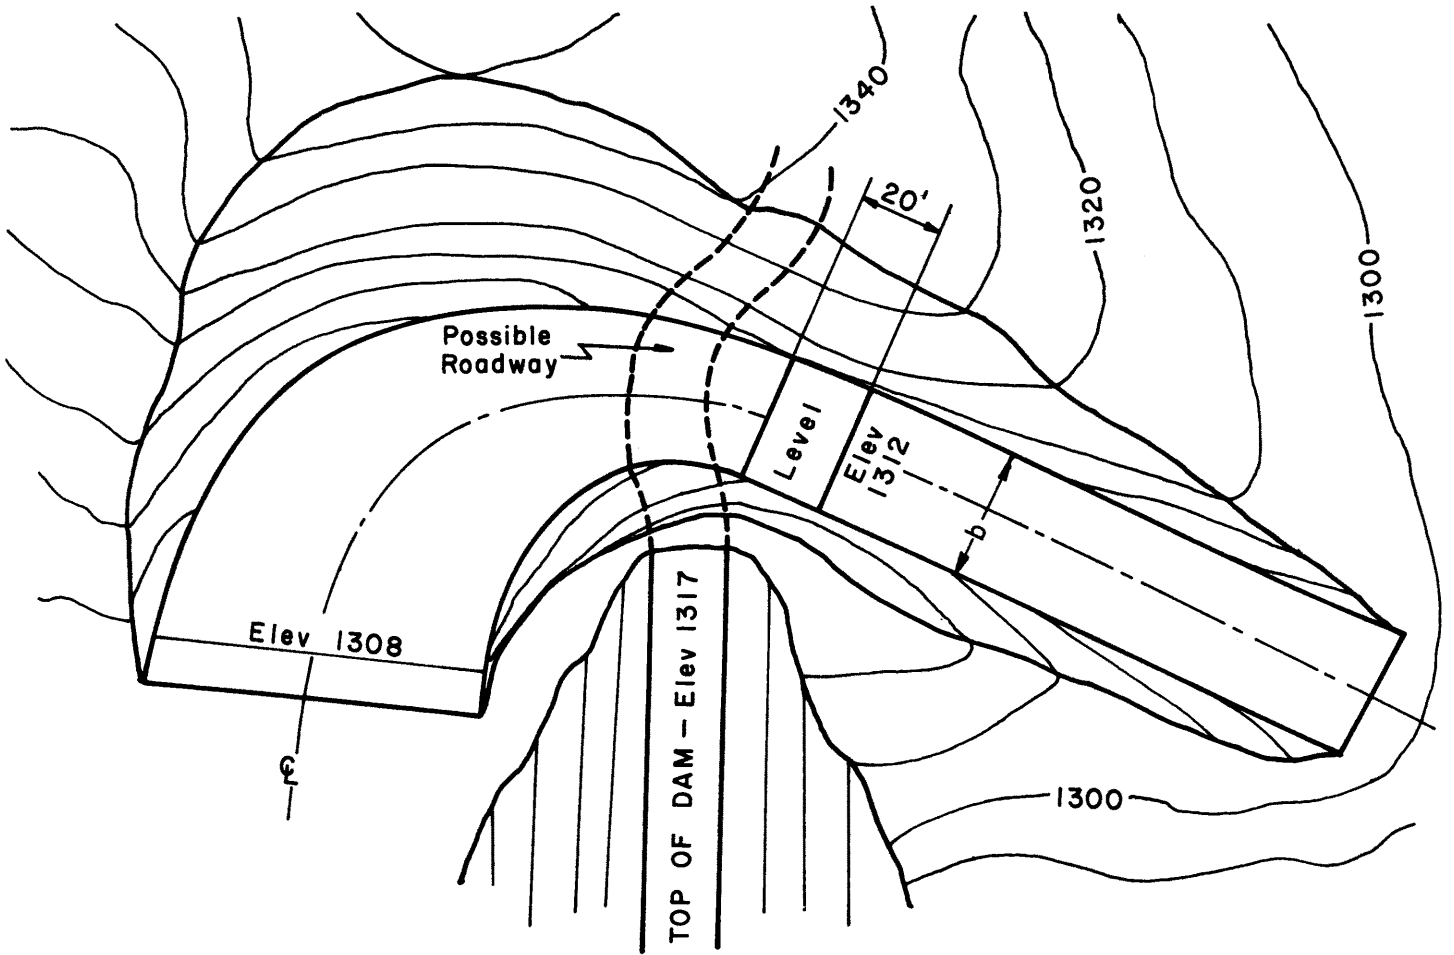 1340
20'
1320
1300
Possible
Roadway
Level
Elev
1312
b
Elev 1308
TOP OF DAM – Elev 1317
℄
1300